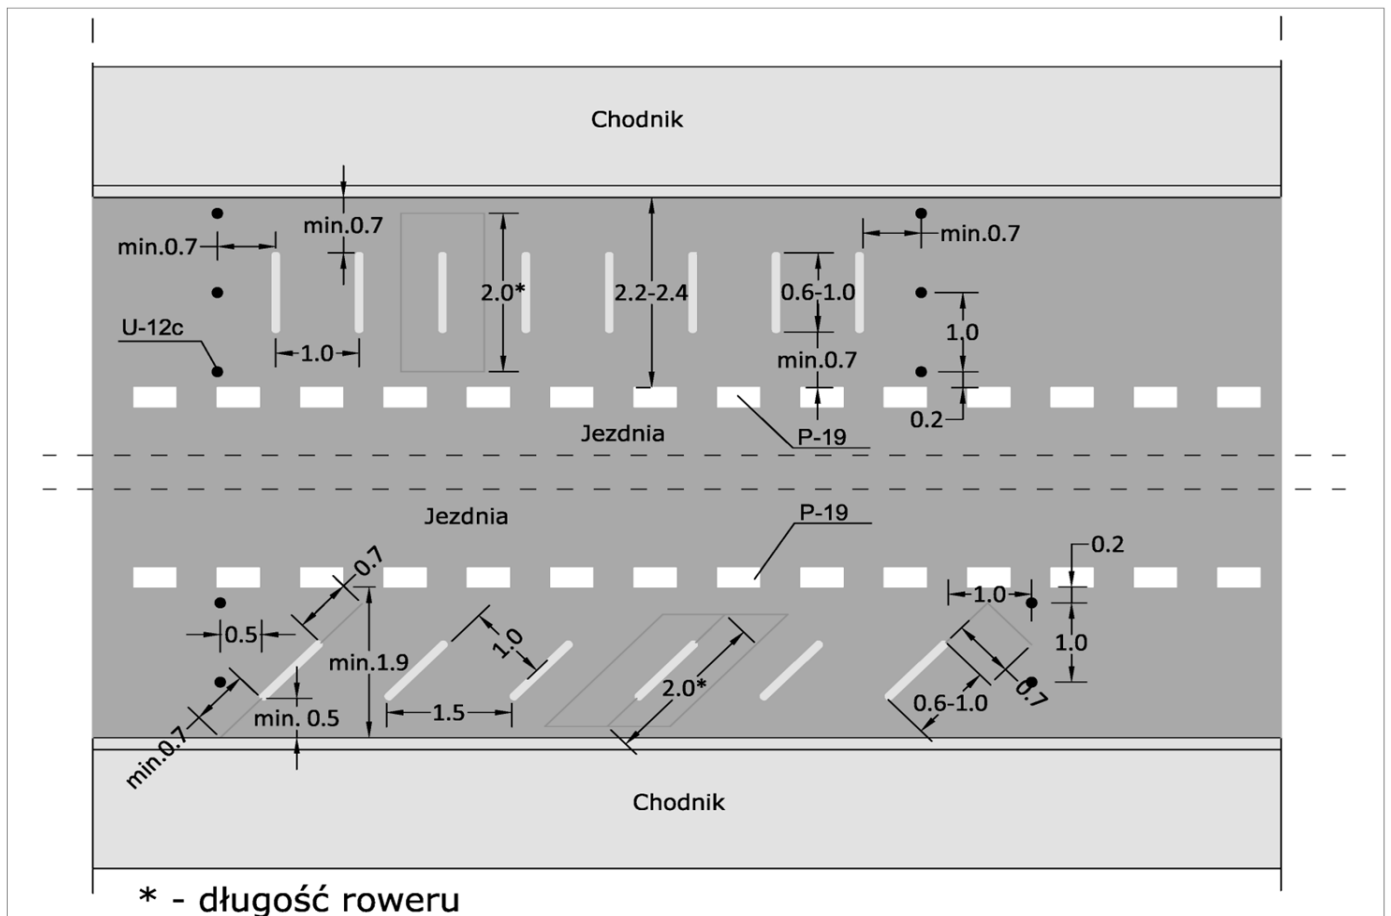 Chodnik
min.0.7
min.0.7
min.0.7
2.0*
2.2-2.4
0.6-1.0
U-12c
1.0
1.0
min.0.7
0.2
Jezdnia
P-19
Jezdnia
P-19
0.7
0.2
0.5
1.0
1.0
1.0
min.1.9
2.0*
0.7
0.6-1.0
min. 0.5
1.5
min.0.7
Chodnik
* - długość roweru